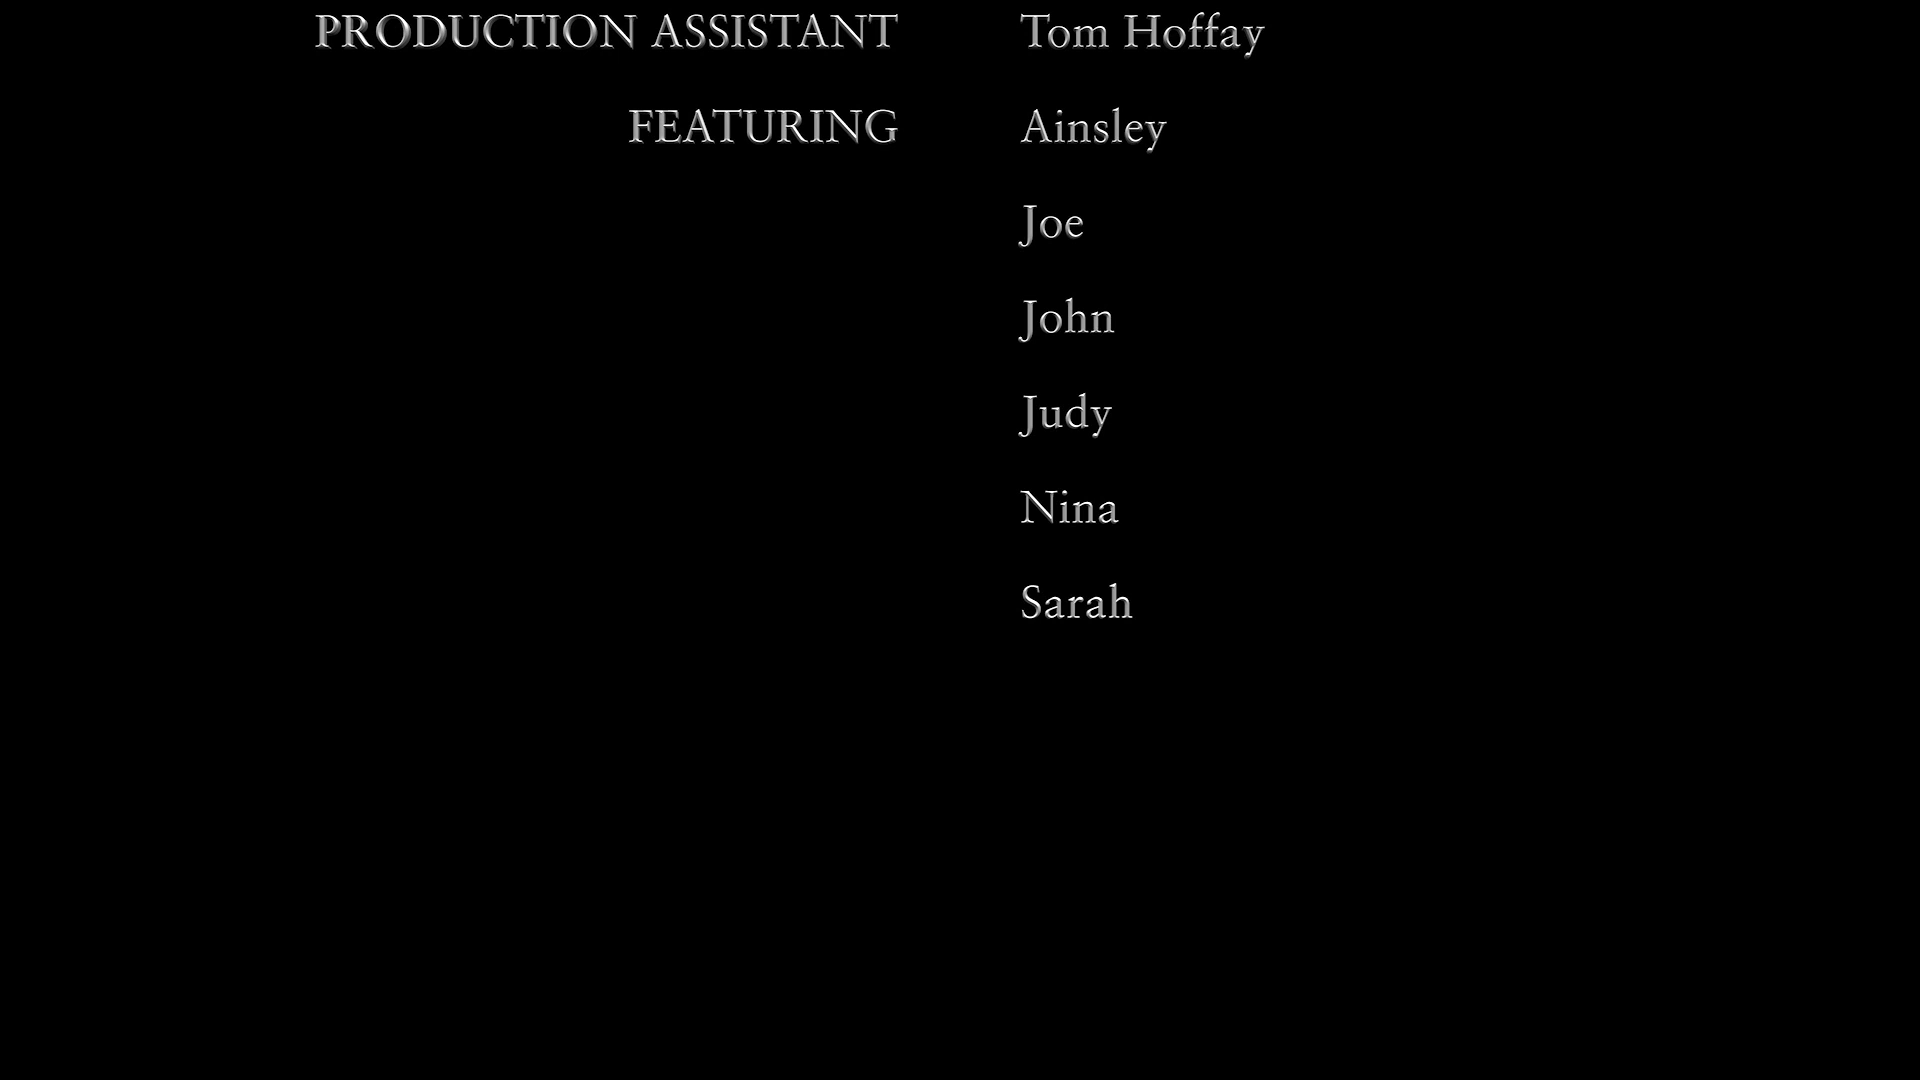 PRODUCTION ASSISTANT Tom Hoffay
FEATURING Ainsley
Joe
John
Judy
Nina
Sarah